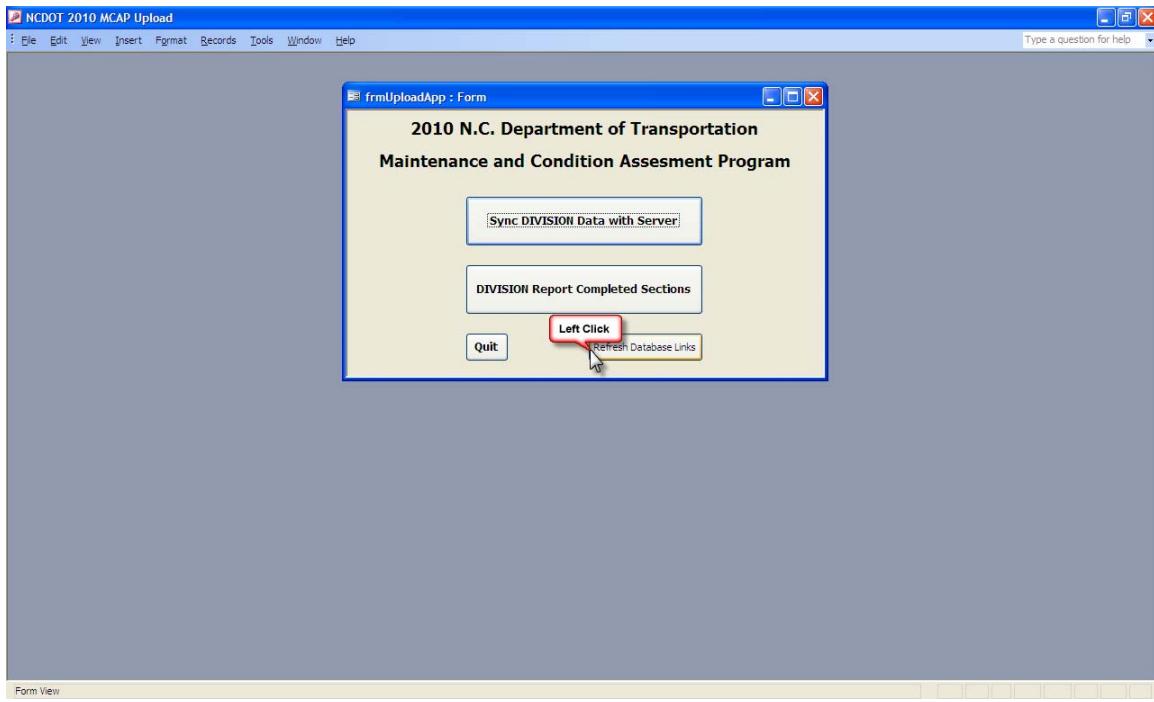 NCDOT 2010 MCAP Upload
File Edit View Insert Format Records Tools Window Help Type a question for help
frmUploadApp : Form
2010 N.C. Department of Transportation
Maintenance and Condition Assesment Program
Sync DIVISION Data with Server
DIVISION Report Completed Sections
Left Click
Quit Refresh Database Links
Form View